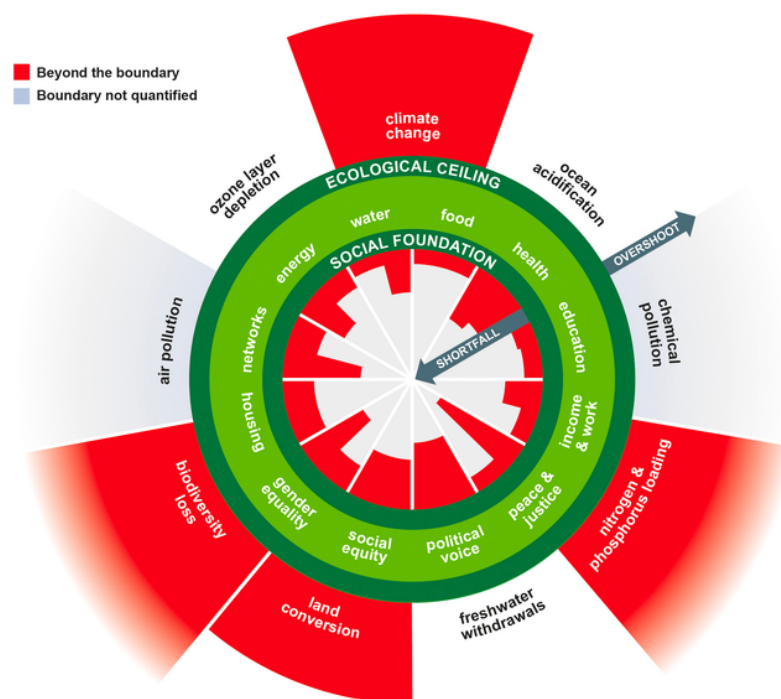 Beyond the boundary
Boundary not quantified
climate
change
ozone layer
depletion
ocean
acidification
ECOLOGICAL CEILING
water
food
energy
health
SOCIAL FOUNDATION
OVERSHOOT
SHORTFALL
networks
education
air pollution
chemical
pollution
housing
income
& work
biodiversity
loss
gender
equality
social
equity
political
voice
peace &
justice
nitrogen &
phosphorus loading
land
conversion
freshwater
withdrawals